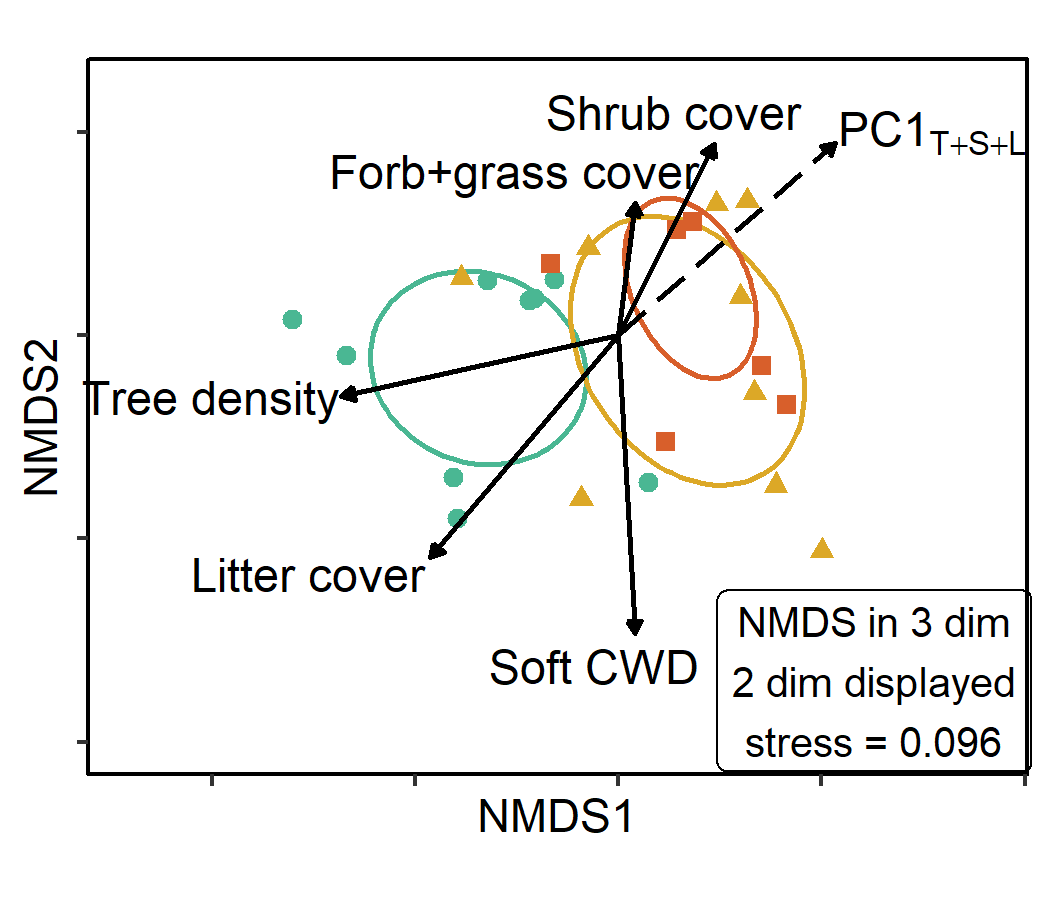 Shrub cover
PC1T+S+L
Forb+grass cover
Tree density
Litter cover
Soft CWD
NMDS in 3 dim
2 dim displayed
stress = 0.096
NMDS2
NMDS1